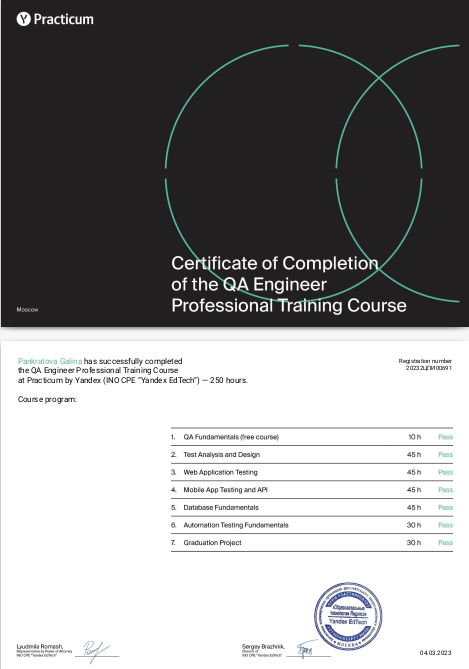 Practicum
Certificate of Completion
of the QA Engineer
Professional Training Course
Moscow
Pankratova Galina has successfully completed
the QA Engineer Professional Training Course
at Practicum by Yandex (INO CPE “Yandex EdTech”) — 250 hours.
Registration number
Course program:
1. QA Fundamentals (free course) 10 h Pass
2. Test Analysis and Design 45 h Pass
3. Web Application Testing 45 h Pass
4. Mobile App Testing and API 45 h Pass
5. Database Fundamentals 45 h Pass
6. Automation Testing Fundamentals 30 h Pass
7. Graduation Project 30 h Pass
«Образовательные
технологии Яндекса»
Yandex EdTech
МОСКВА
Lyudmila Romash,
Representative by Power of Attorney
INO CPE “Yandex EdTech”
Sergey Brazhnik,
Director of
INO CPE “Yandex EdTech”
04.03.2023